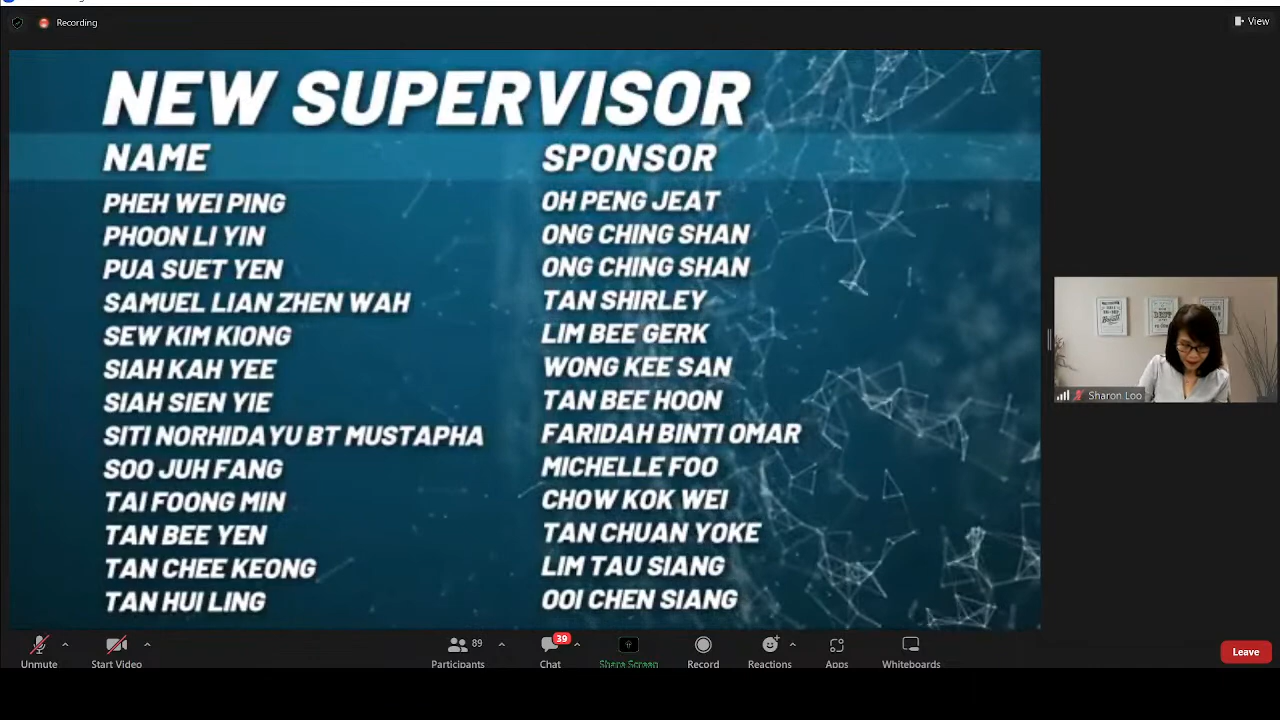 Recording
View
NEW SUPERVISOR
NAME SPONSOR
PHEH WEI PING OH PENG JEAT
PHOON LI YIN ONG CHING SHAN
PUA SUET YEN ONG CHING SHAN
SAMUEL LIAN ZHEN WAH TAN SHIRLEY
SEW KIM KIONG LIM BEE GERK
SIAH KAH YEE WONG KEE SAN
SIAH SIEN YIE TAN BEE HOON
SITI NORHIDAYU BT MUSTAPHA FARIDAH BINTI OMAR
SOO JUH FANG MICHELLE FOO
TAI FOONG MIN CHOW KOK WEI
TAN BEE YEN TAN CHUAN YOKE
TAN CHEE KEONG LIM TAU SIANG
TAN HUI LING OOI CHEN SIANG
Sharon Loo
89
39
Unmute Start Video Participants Chat Share Screen Record Reactions Apps Whiteboards
Leave